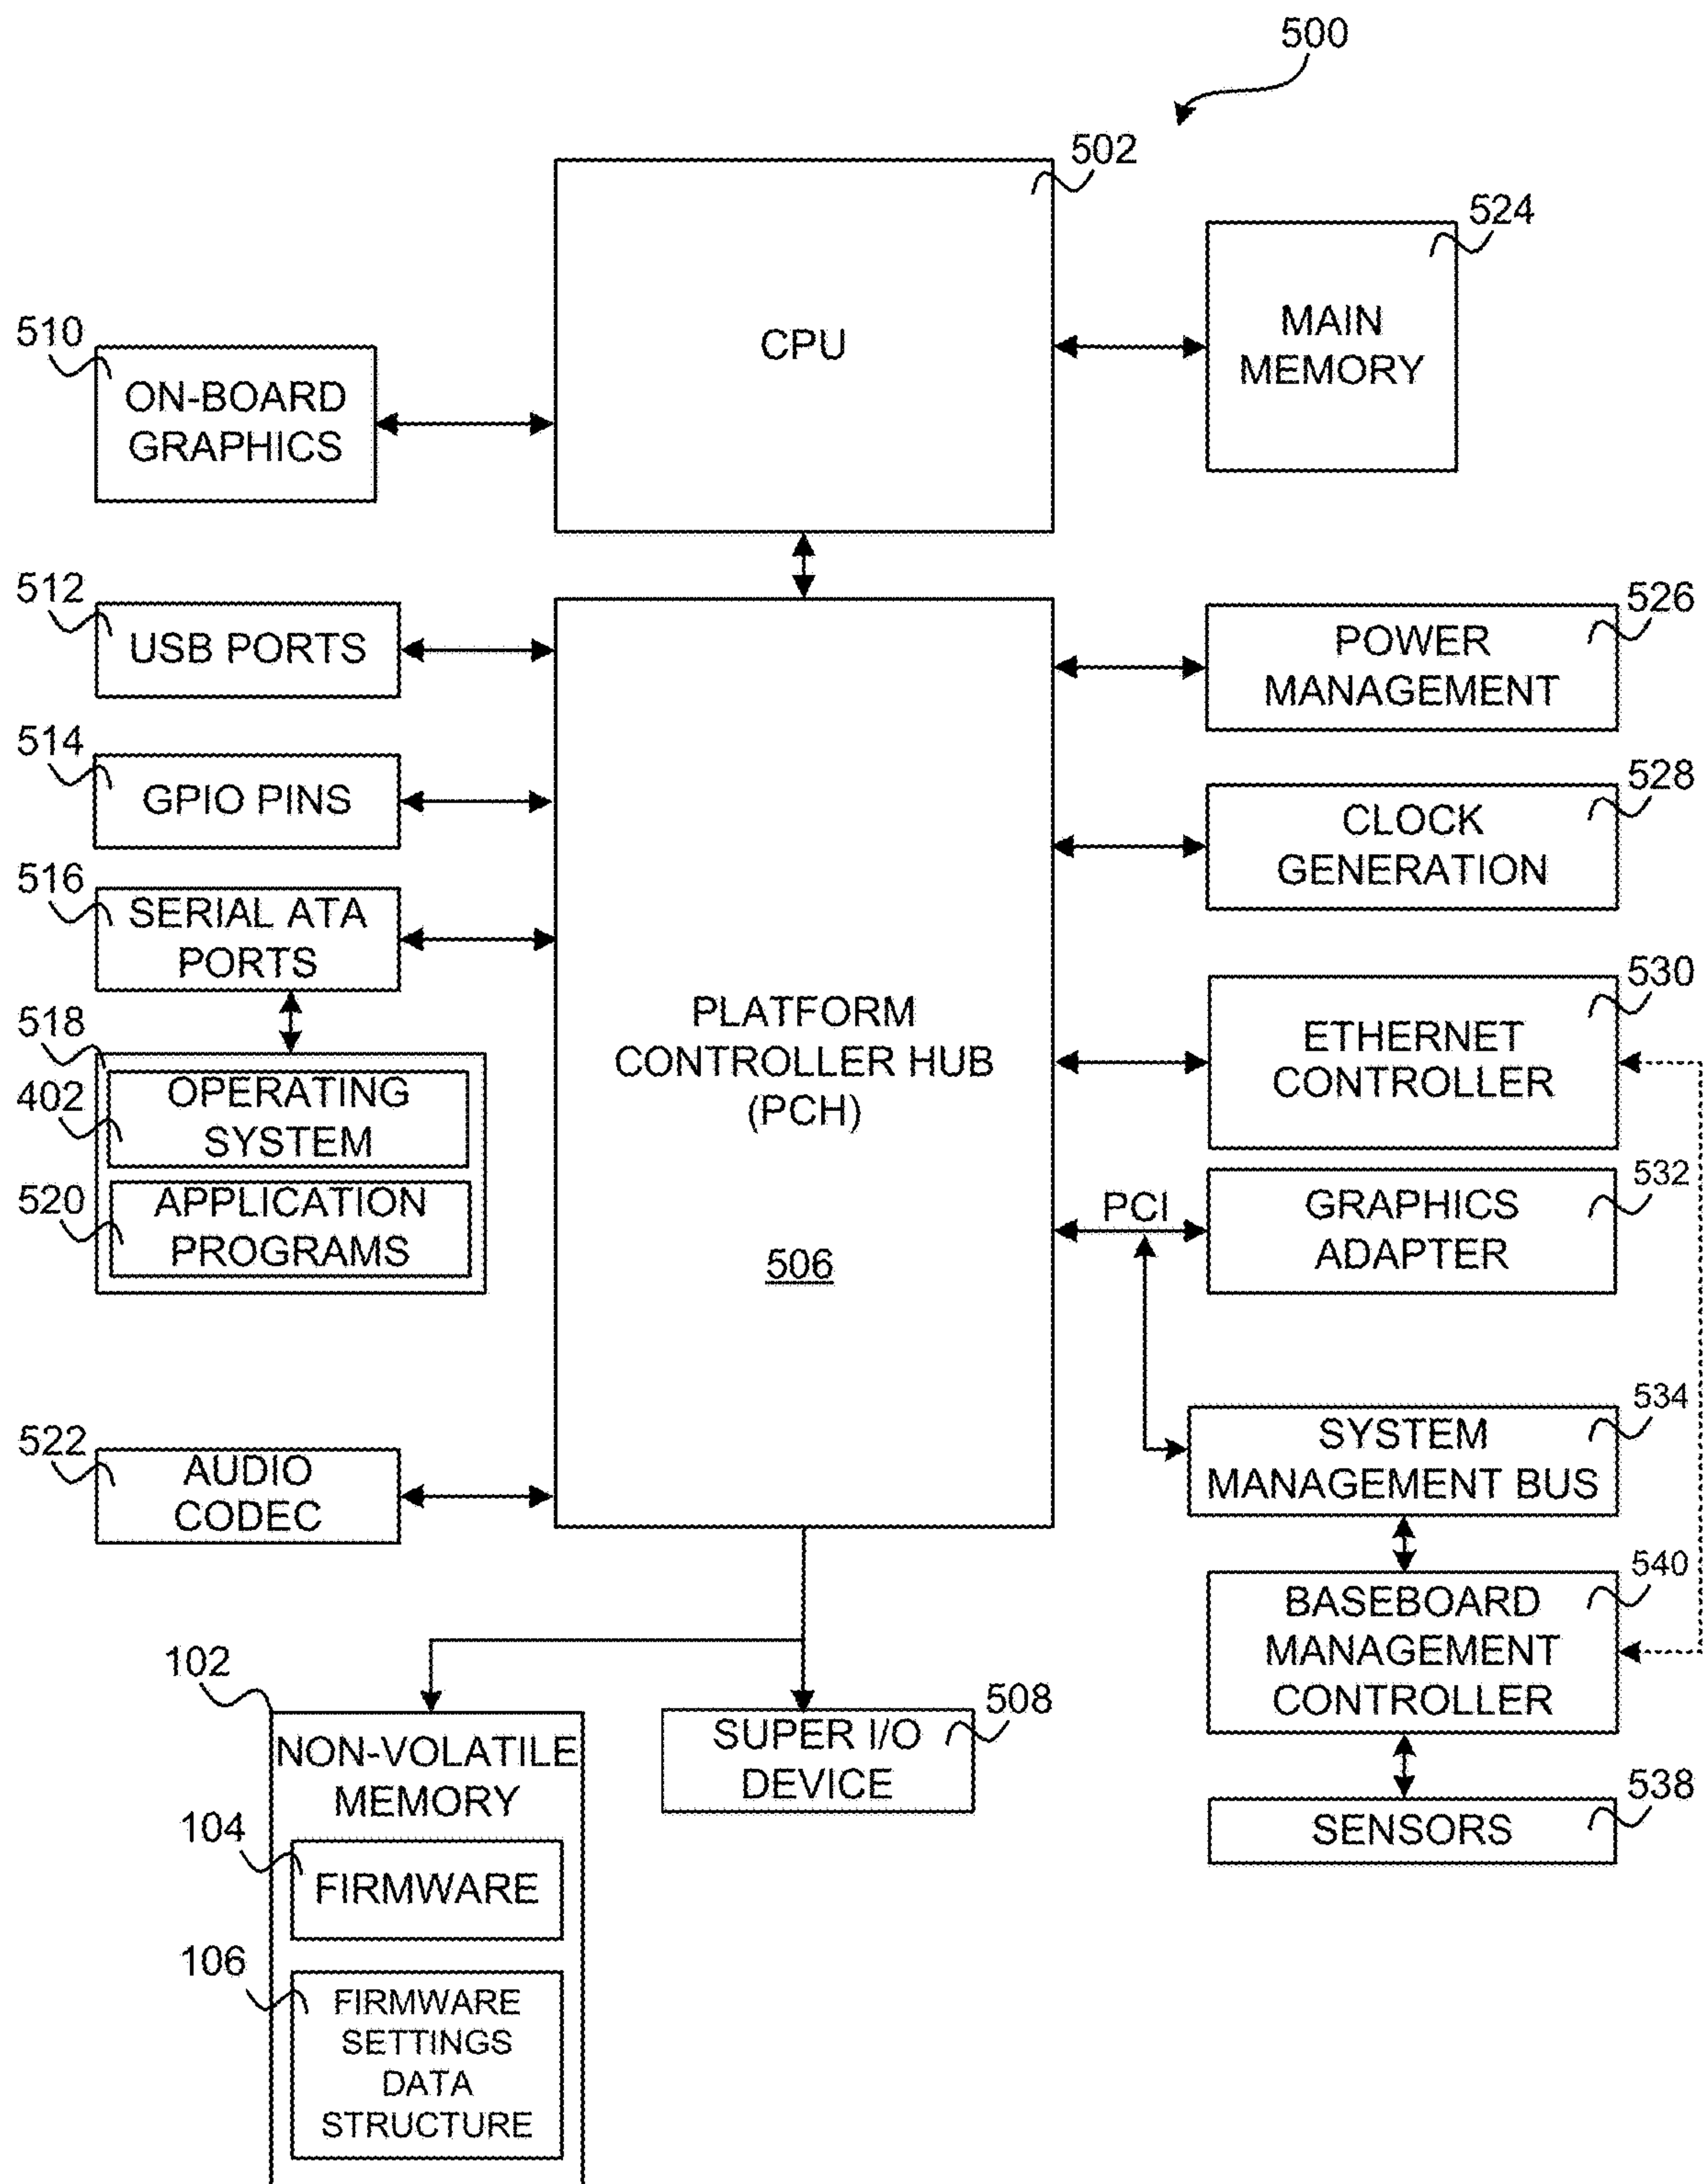 500
502
CPU
524
MAIN
MEMORY
510
ON-BOARD
GRAPHICS
512
USB PORTS
514
GPIO PINS
516
SERIAL ATA
PORTS
518
402
OPERATING
SYSTEM
520
APPLICATION
PROGRAMS
522
AUDIO
CODEC
PLATFORM
CONTROLLER HUB
(PCH)
506
526
POWER
MANAGEMENT
528
CLOCK
GENERATION
530
ETHERNET
CONTROLLER
PCI
532
GRAPHICS
ADAPTER
534
SYSTEM
MANAGEMENT BUS
540
BASEBOARD
MANAGEMENT
CONTROLLER
538
SENSORS
102
NON-VOLATILE
MEMORY
104
FIRMWARE
106
FIRMWARE
SETTINGS
DATA
STRUCTURE
508
SUPER I/O
DEVICE